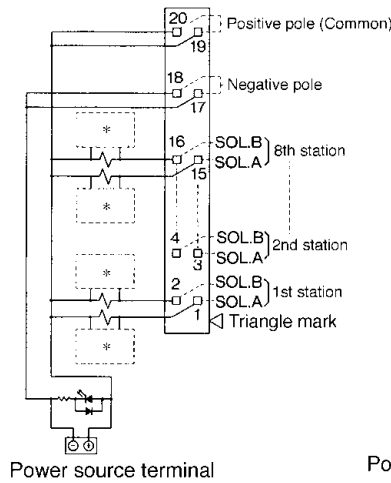 20
Positive pole (Common)
19
18
Negative pole
17
*
16
SOL.B
8th station
SOL.A
15
*
4
SOL.B
2nd station
SOL.A
3
*
2
SOL.B
1st station
SOL.A
1
Triangle mark
*
⊖ ⊕
Power source terminal
Po